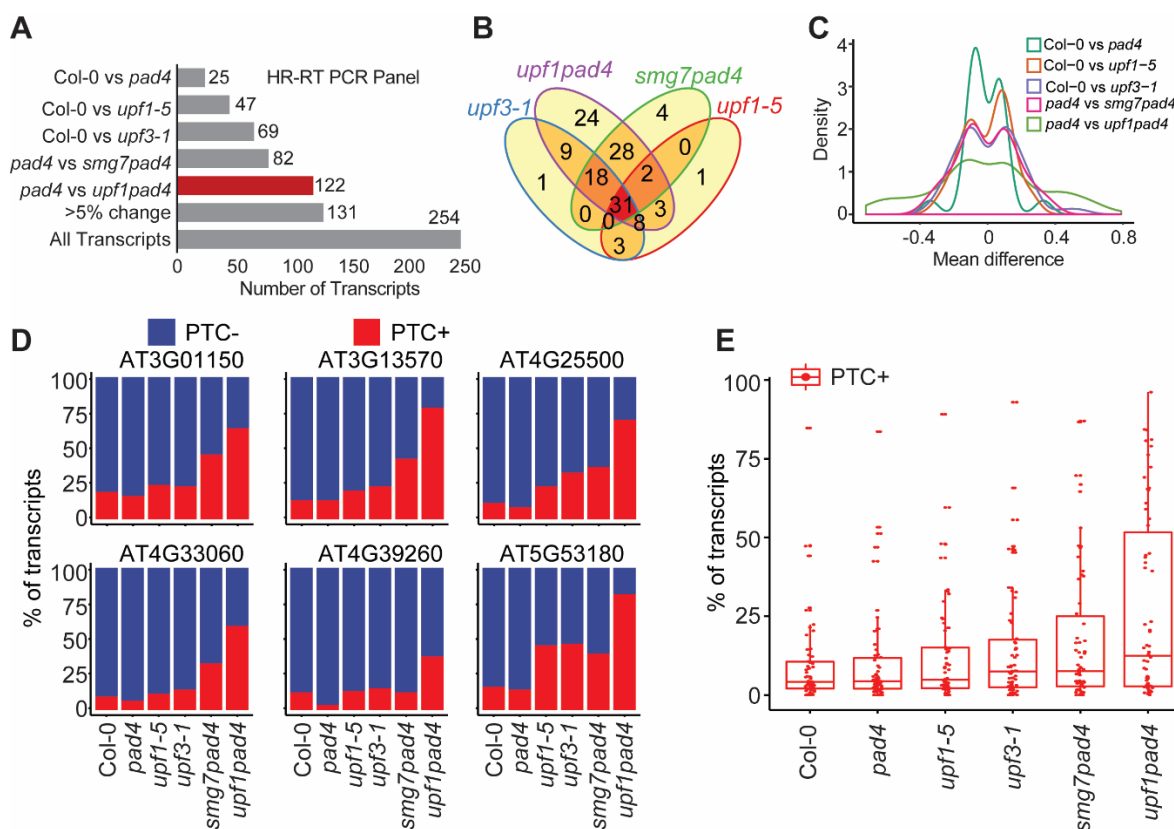 A
HR-RT PCR Panel
Col-0 vs pad4 25
Col-0 vs upf1-5 47
Col-0 vs upf3-1 69
pad4 vs smg7pad4 82
pad4 vs upf1pad4 122
>5% change 131
All Transcripts 254
0 50 100 150 200 250
Number of Transcripts
B
upf1pad4 smg7pad4
upf3-1 upf1-5
24 4
9 28 0
1 18 2 1
31
0 0 8 3
3
C
Col-0 vs pad4
Col-0 vs upf1-5
Col-0 vs upf3-1
pad4 vs smg7pad4
pad4 vs upf1pad4
Density
4
3
2
1
0
-0.4 0 0.4 0.8
Mean difference
D
PTC- PTC+
AT3G01150 AT3G13570 AT4G25500
100
75
50
25
0
AT4G33060 AT4G39260 AT5G53180
100
75
50
25
0
% of transcripts
Col-0 pad4 upf1-5 upf3-1 smg7pad4 upf1pad4
Col-0 pad4 upf1-5 upf3-1 smg7pad4 upf1pad4
Col-0 pad4 upf1-5 upf3-1 smg7pad4 upf1pad4
E
PTC+
% of transcripts
100
75
50
25
0
Col-0 pad4 upf1-5 upf3-1 smg7pad4 upf1pad4